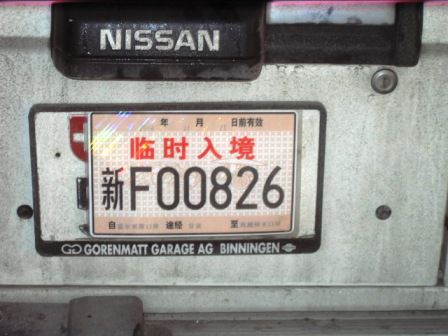 NISSAN
年 月 日前有效
临时入境
新F00826
自 途经 至
GG GORENMATT GARAGE AG BINNINGEN